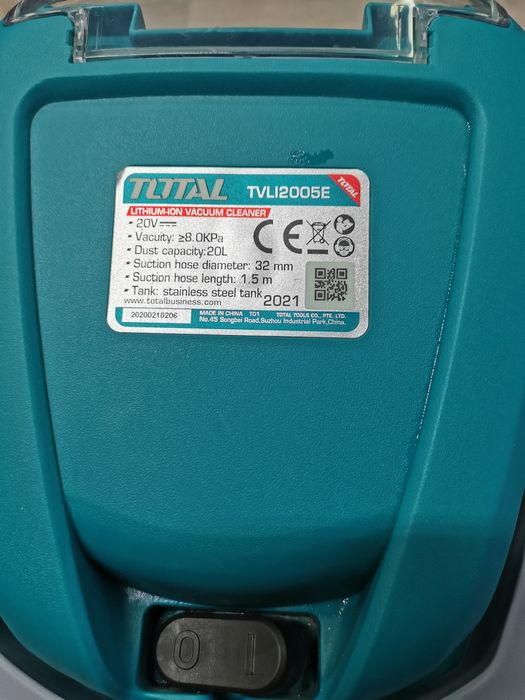 TOTAL TVLI2005E TOTAL
LITHIUM-ION VACUUM CLEANER
• 20V
• Vacuity: ≥8.0KPa
• Dust capacity:20L
• Suction hose diameter: 32 mm
• Suction hose length: 1.5 m
• Tank: stainless steel tank
CE
www.totalbusiness.com 2021
20200210206
MADE IN CHINA T01 TOTAL TOOLS CO., PTE. LTD.
No.45 Songbei Road,Suzhou Industrial Park,China.
O I